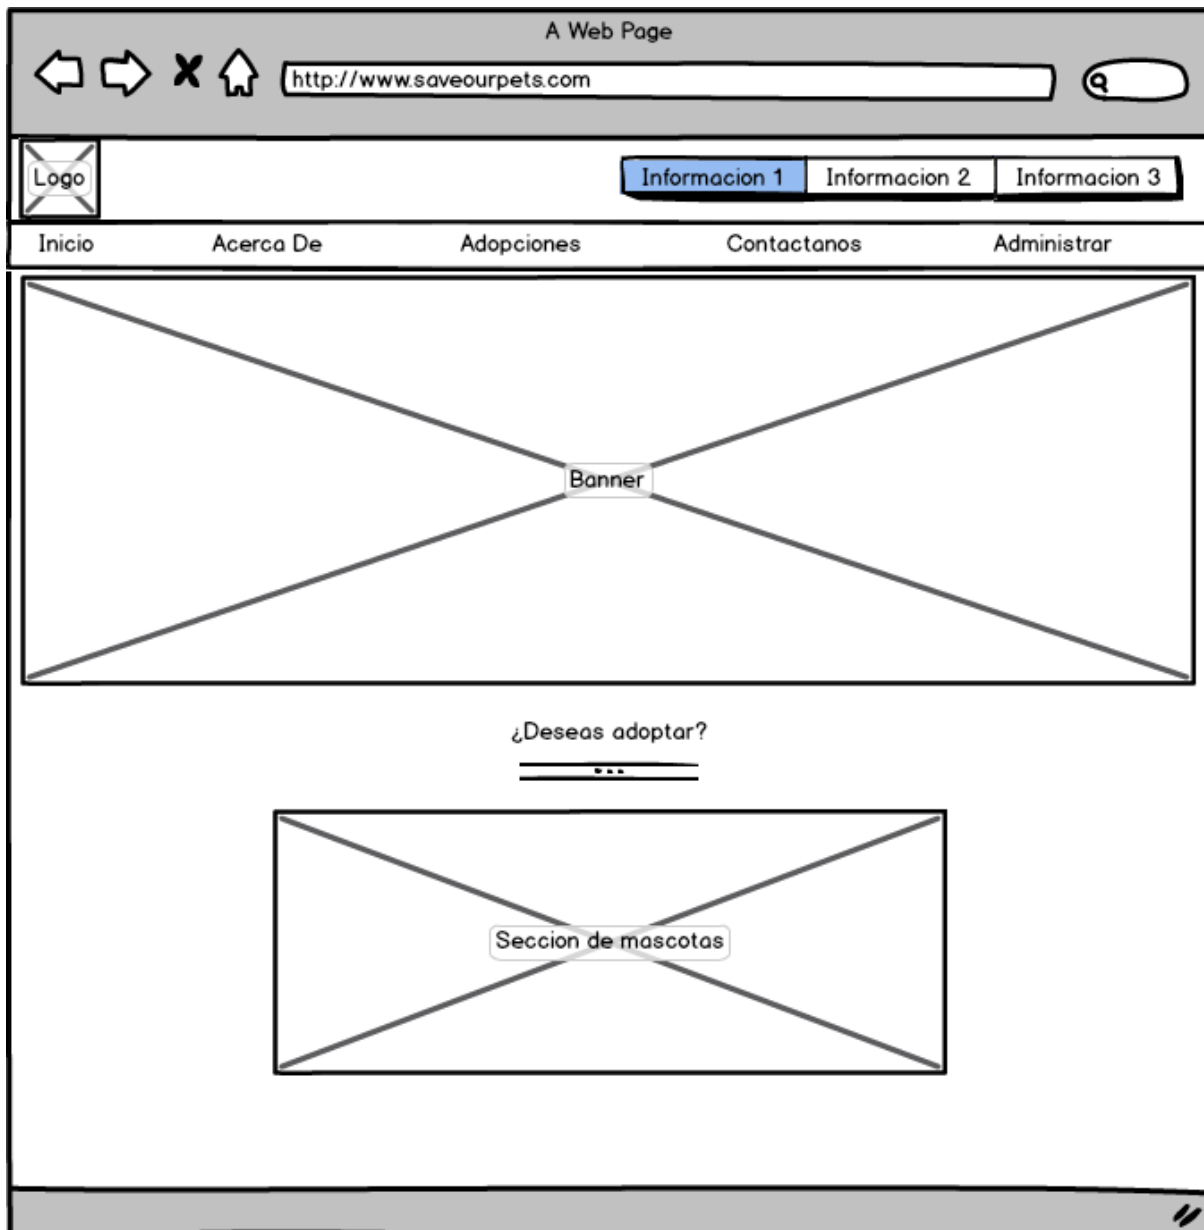 A Web Page
http://www.saveourpets.com
Logo
Informacion 1 Informacion 2 Informacion 3
Inicio Acerca De Adopciones Contactanos Administrar
Banner
¿Deseas adoptar?
...
Seccion de mascotas